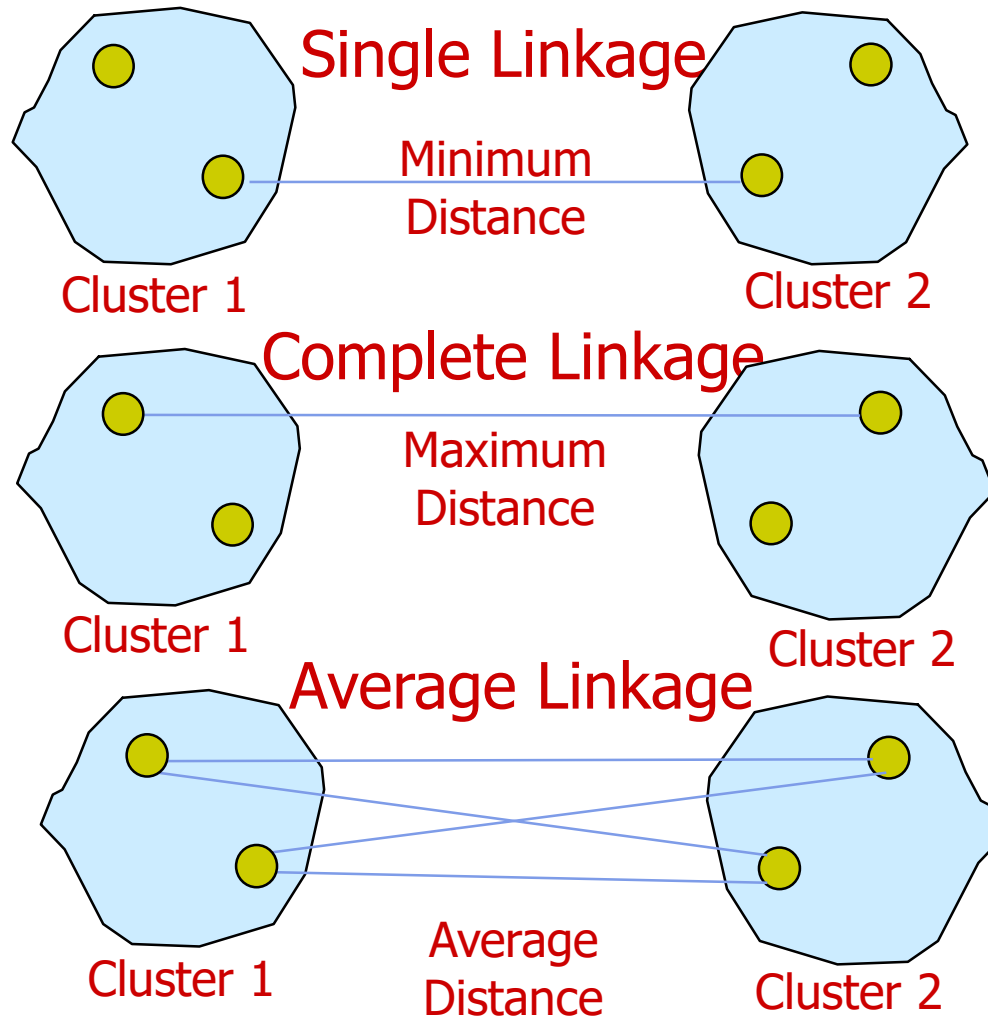 Single Linkage
Minimum
Distance
Cluster 1
Cluster 2
Complete Linkage
Maximum
Distance
Cluster 1
Cluster 2
Average Linkage
Average
Distance
Cluster 1
Cluster 2